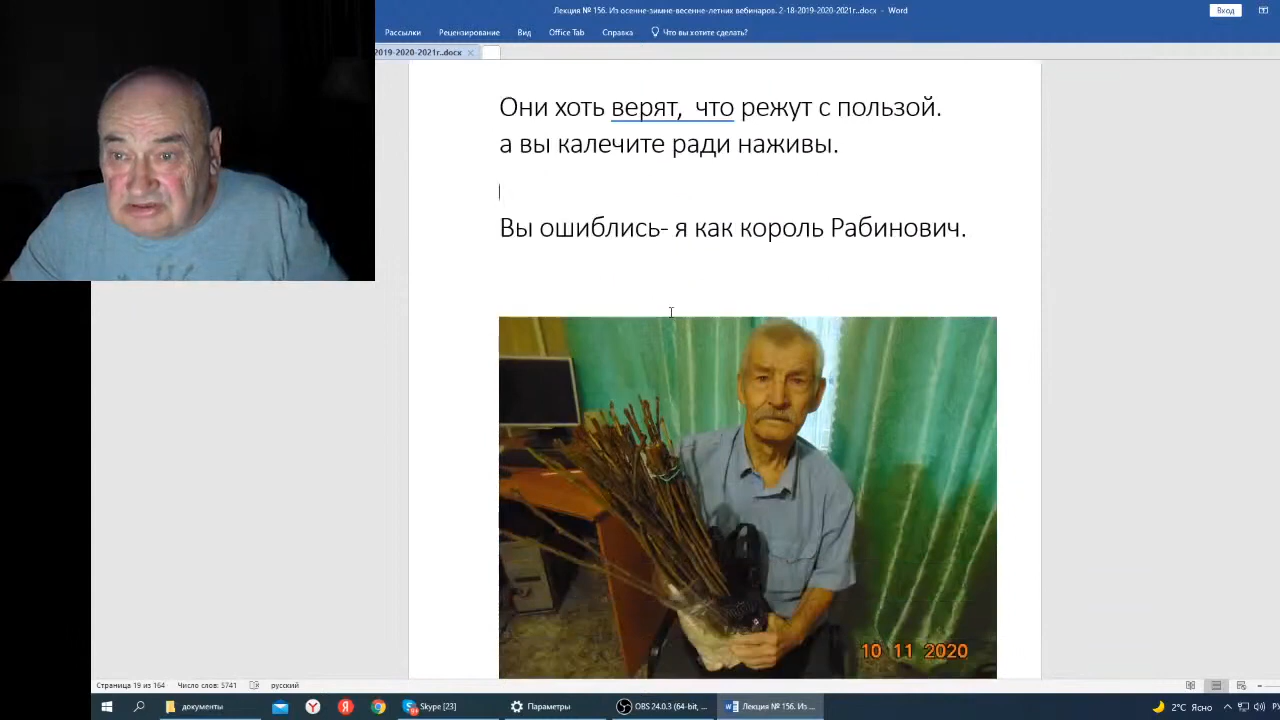 Лекция № 156. Из осенне-зимне-весенне-летних вебинаров. 2-18-2019-2020-2021г..docx - Word
Вход
Рассылки Рецензирование Вид Office Tab Справка Что вы хотите сделать?
2019-2020-2021г..docx
Они хоть верят, что режут с пользой.
а вы калечите ради наживы.
Вы ошиблись- я как король Рабинович.
10 11 2020
Страница 19 из 164 Число слов: 5741 русский
документы Skype [23] Параметры OBS 24.0.3 (64-bit, ... Лекция № 156. Из ... 2°C Ясно